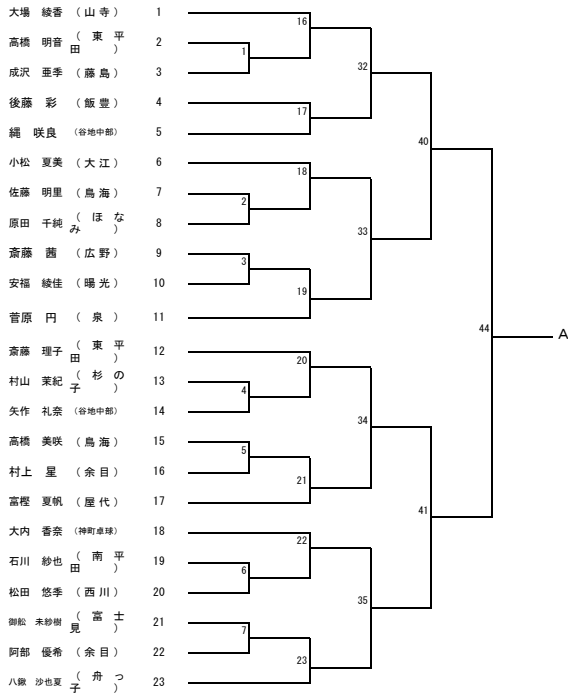 大場 綾香 （山寺） 1
高橋 明音 （東平田） 2
成沢 亜季 （藤島） 3
後藤 彩 （飯豊） 4
縄 咲良 （谷地中部） 5
小松 夏美 （大江） 6
佐藤 明里 （鳥海） 7
原田 千純 （ほなみ） 8
斎藤 茜 （広野） 9
安福 綾佳 （暘光） 10
菅原 円 （泉） 11
斎藤 理子 （東平田） 12
村山 茉紀 （杉の子） 13
矢作 礼奈 （谷地中部） 14
高橋 美咲 （鳥海） 15
村上 星 （余目） 16
富樫 夏帆 （屋代） 17
大内 香奈 （神町卓球） 18
石川 紗也 （南平田） 19
松田 悠季 （西川） 20
御舩 未紗樹 （富士見） 21
阿部 優希 （余目） 22
八鍬 沙也夏 （舟っ子） 23
1
2
3
4
5
6
7
16
17
18
19
20
21
22
23
32
33
34
35
40
41
44
A